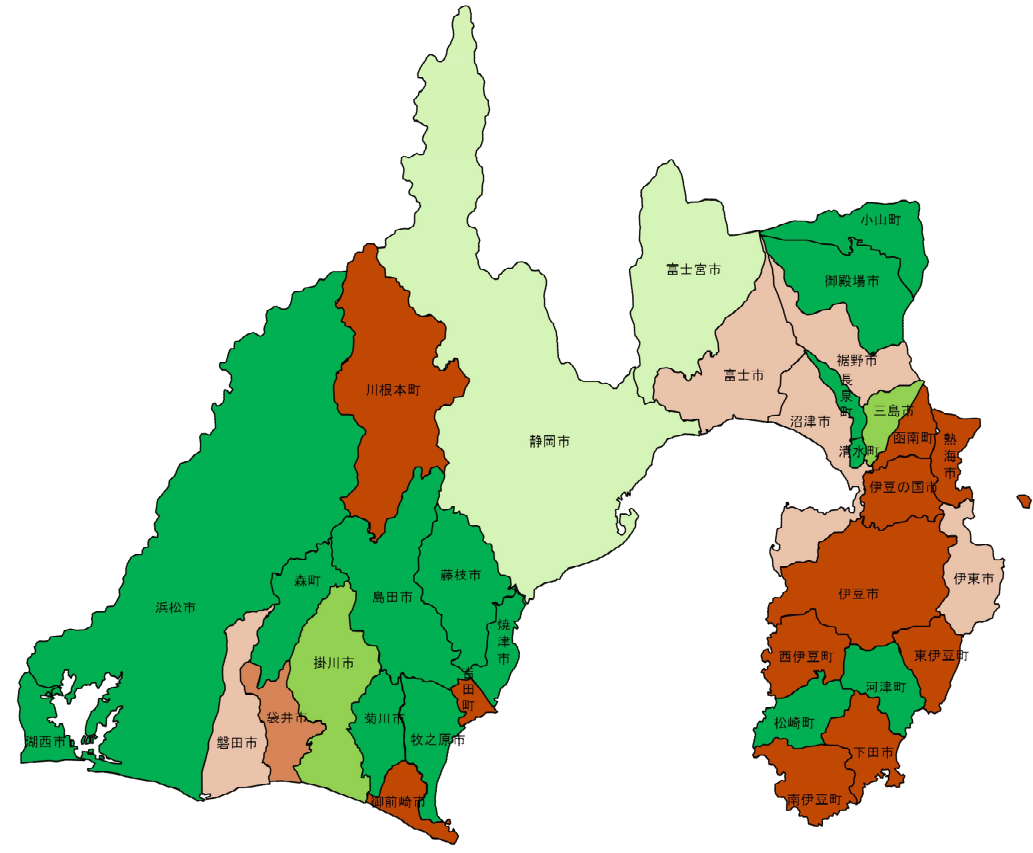 小山町
富士宮市
御殿場市
裾野市
富士市
長泉町
川根本町
三島市
沼津市
函南町
熱海市
静岡市
清水町
伊豆の国市
藤枝市
伊東市
森町
島田市
伊豆市
浜松市
焼津市
掛川市
西伊豆町
東伊豆町
吉田町
河津町
袋井市
菊川市
松崎町
湖西市
磐田市
牧之原市
下田市
御前崎市
南伊豆町